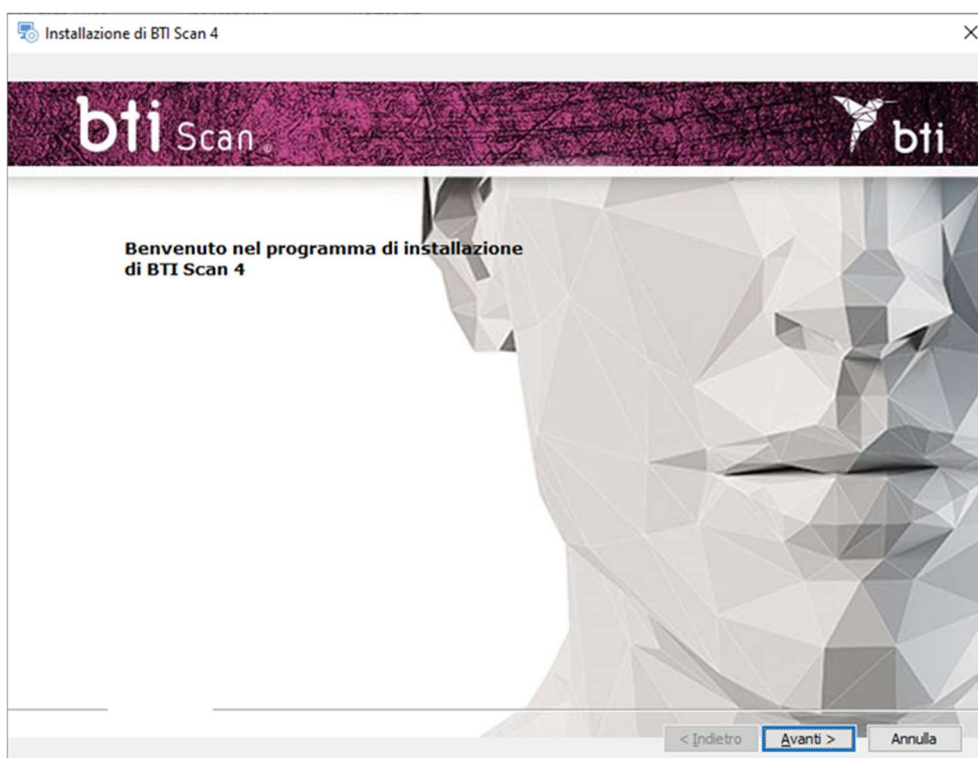 Installazione di BTI Scan 4
bti Scan®
bti
Benvenuto nel programma di installazione
di BTI Scan 4
< Indietro
Avanti >
Annulla